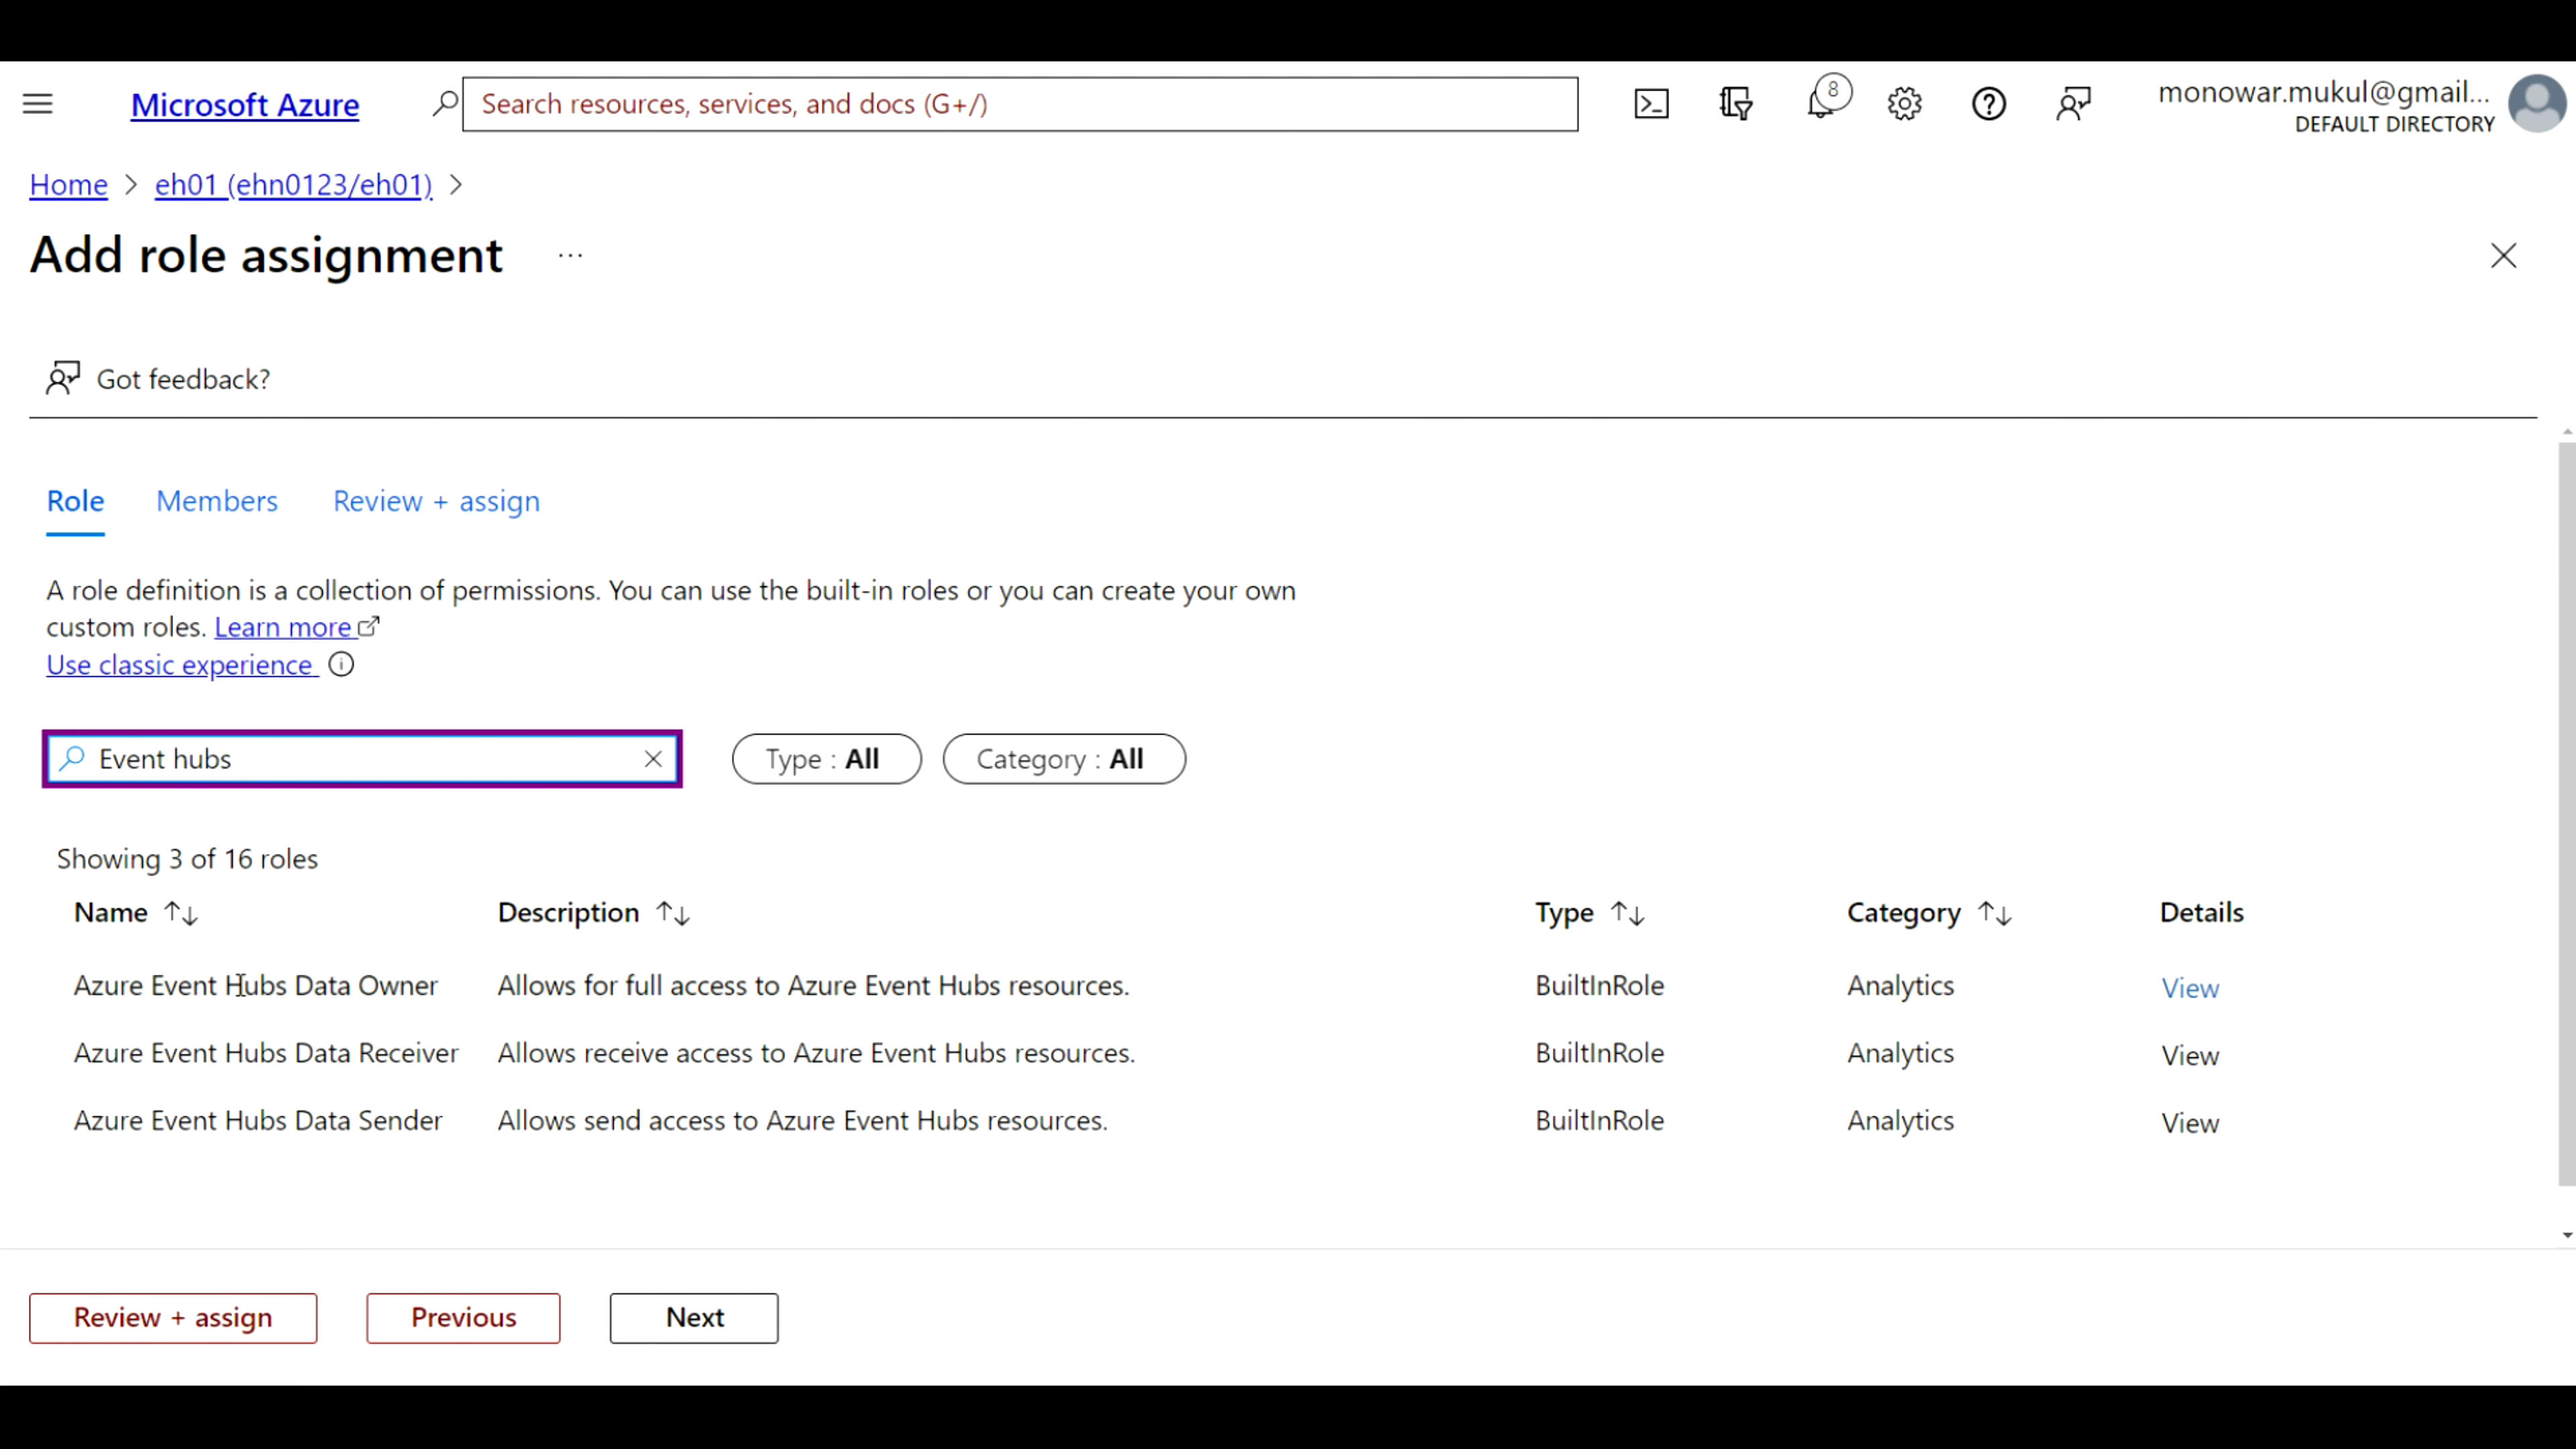 Microsoft Azure
Search resources, services, and docs (G+/)
8
monowar.mukul@gmail...
DEFAULT DIRECTORY
Home > eh01 (ehn0123/eh01) >
Add role assignment ...
Got feedback?
Role Members Review + assign
A role definition is a collection of permissions. You can use the built-in roles or you can create your own
custom roles. Learn more
Use classic experience
Event hubs
Type : All
Category : All
Showing 3 of 16 roles
Name ↑↓ Description ↑↓ Type ↑↓ Category ↑↓ Details
Azure Event Hubs Data Owner Allows for full access to Azure Event Hubs resources. BuiltInRole Analytics View
Azure Event Hubs Data Receiver Allows receive access to Azure Event Hubs resources. BuiltInRole Analytics View
Azure Event Hubs Data Sender Allows send access to Azure Event Hubs resources. BuiltInRole Analytics View
Review + assign Previous Next